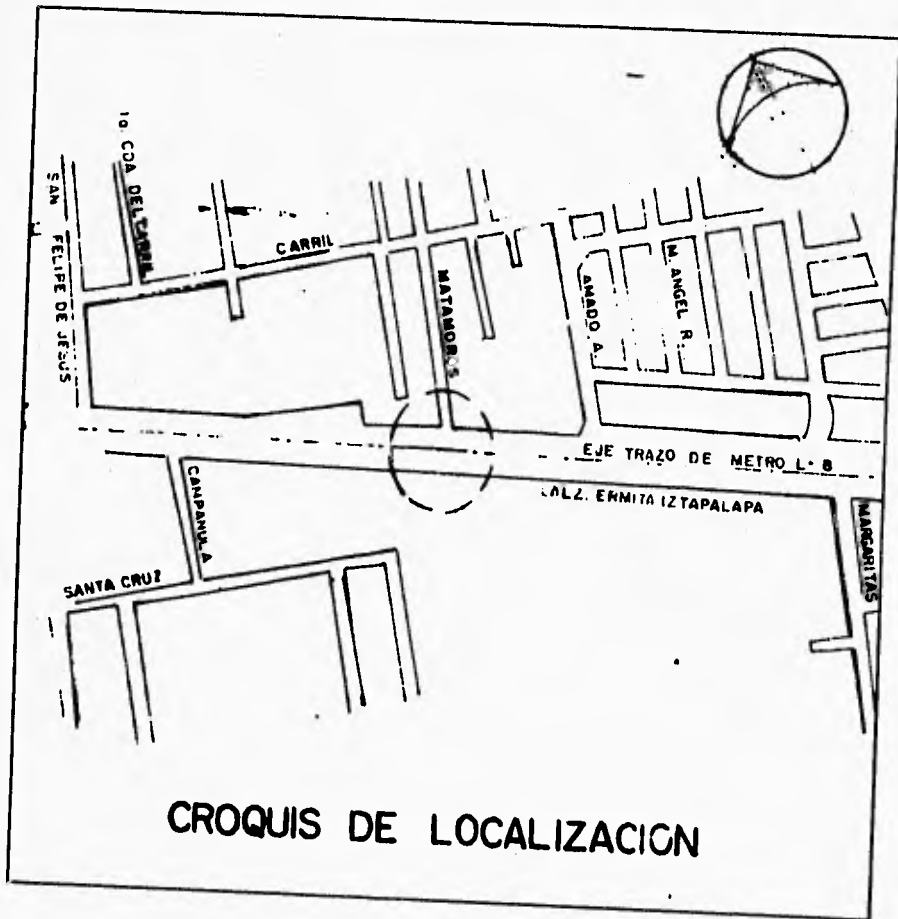 1a. CDA DEL CARRIL
SAN FELIPE DE JESUS
CARRIL
MATAMOROS
AMADO A.
M. ANGEL R.
EJE TRAZO DE METRO L- 8
CALZ. ERMITA IZTAPALAPA
CAMPANULA
MARGARITAS
SANTA CRUZ
CROQUIS DE LOCALIZACION